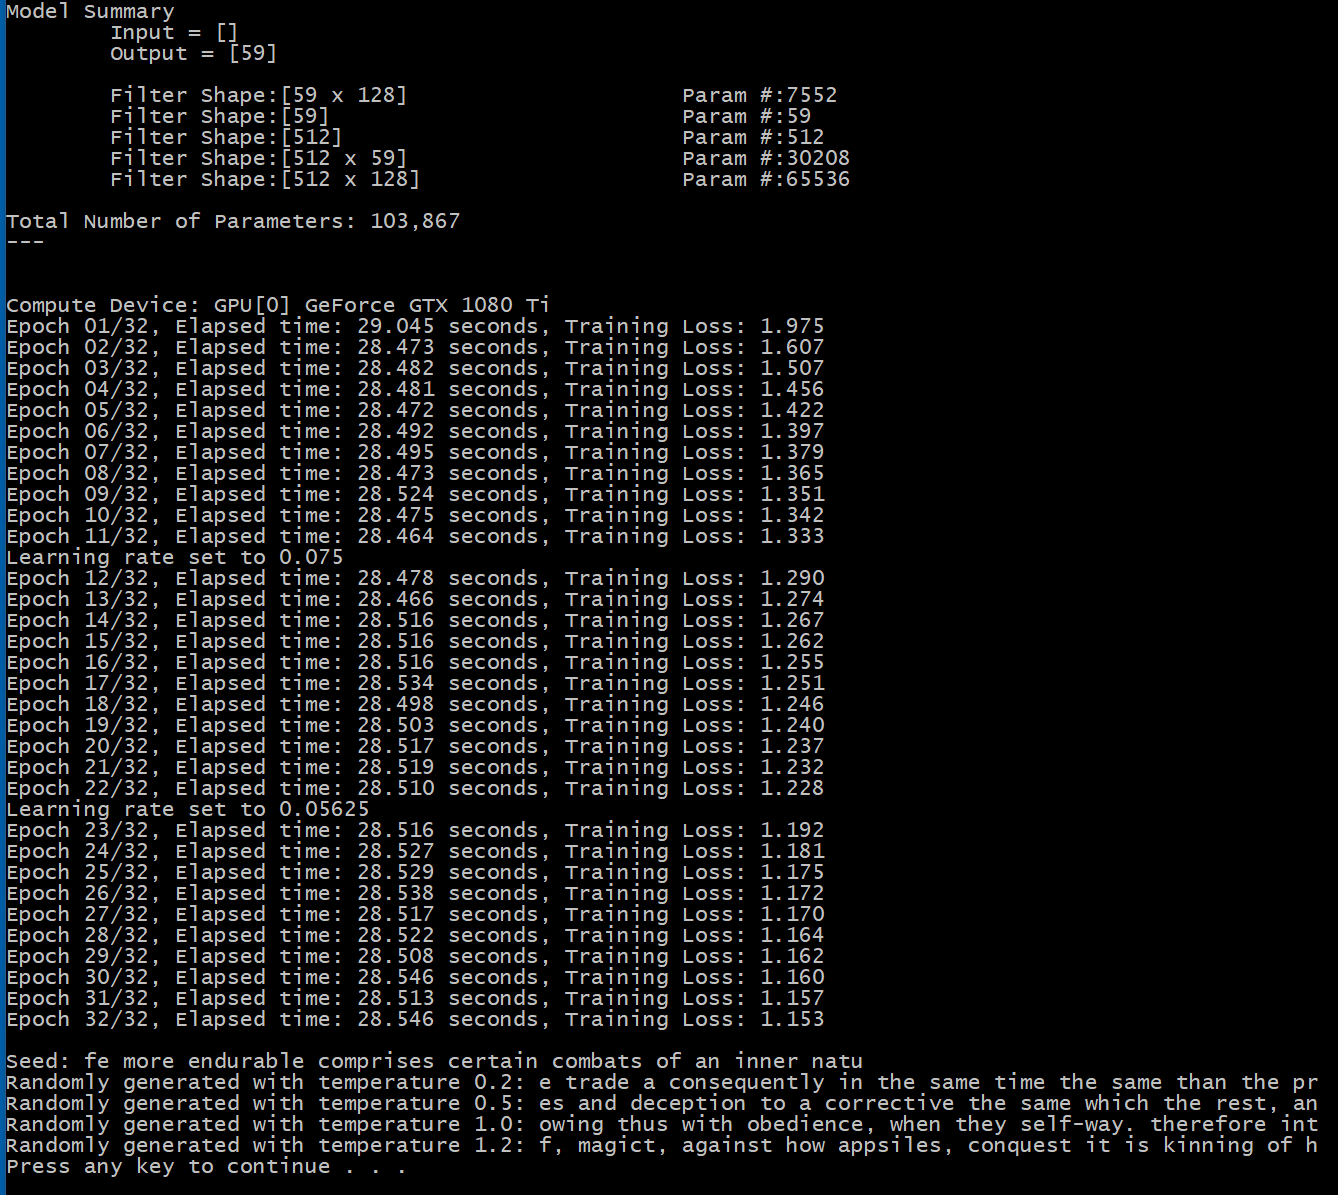 Model Summary
Input = []
Output = [59]
Filter Shape:[59 x 128] Param #:7552
Filter Shape:[59] Param #:59
Filter Shape:[512] Param #:512
Filter Shape:[512 x 59] Param #:30208
Filter Shape:[512 x 128] Param #:65536
Total Number of Parameters: 103,867
---
Compute Device: GPU[0] GeForce GTX 1080 Ti
Epoch 01/32, Elapsed time: 29.045 seconds, Training Loss: 1.975
Epoch 02/32, Elapsed time: 28.473 seconds, Training Loss: 1.607
Epoch 03/32, Elapsed time: 28.482 seconds, Training Loss: 1.507
Epoch 04/32, Elapsed time: 28.481 seconds, Training Loss: 1.456
Epoch 05/32, Elapsed time: 28.472 seconds, Training Loss: 1.422
Epoch 06/32, Elapsed time: 28.492 seconds, Training Loss: 1.397
Epoch 07/32, Elapsed time: 28.495 seconds, Training Loss: 1.379
Epoch 08/32, Elapsed time: 28.473 seconds, Training Loss: 1.365
Epoch 09/32, Elapsed time: 28.524 seconds, Training Loss: 1.351
Epoch 10/32, Elapsed time: 28.475 seconds, Training Loss: 1.342
Epoch 11/32, Elapsed time: 28.464 seconds, Training Loss: 1.333
Learning rate set to 0.075
Epoch 12/32, Elapsed time: 28.478 seconds, Training Loss: 1.290
Epoch 13/32, Elapsed time: 28.466 seconds, Training Loss: 1.274
Epoch 14/32, Elapsed time: 28.516 seconds, Training Loss: 1.267
Epoch 15/32, Elapsed time: 28.516 seconds, Training Loss: 1.262
Epoch 16/32, Elapsed time: 28.516 seconds, Training Loss: 1.255
Epoch 17/32, Elapsed time: 28.534 seconds, Training Loss: 1.251
Epoch 18/32, Elapsed time: 28.498 seconds, Training Loss: 1.246
Epoch 19/32, Elapsed time: 28.503 seconds, Training Loss: 1.240
Epoch 20/32, Elapsed time: 28.517 seconds, Training Loss: 1.237
Epoch 21/32, Elapsed time: 28.519 seconds, Training Loss: 1.232
Epoch 22/32, Elapsed time: 28.510 seconds, Training Loss: 1.228
Learning rate set to 0.05625
Epoch 23/32, Elapsed time: 28.516 seconds, Training Loss: 1.192
Epoch 24/32, Elapsed time: 28.527 seconds, Training Loss: 1.181
Epoch 25/32, Elapsed time: 28.529 seconds, Training Loss: 1.175
Epoch 26/32, Elapsed time: 28.538 seconds, Training Loss: 1.172
Epoch 27/32, Elapsed time: 28.517 seconds, Training Loss: 1.170
Epoch 28/32, Elapsed time: 28.522 seconds, Training Loss: 1.164
Epoch 29/32, Elapsed time: 28.508 seconds, Training Loss: 1.162
Epoch 30/32, Elapsed time: 28.546 seconds, Training Loss: 1.160
Epoch 31/32, Elapsed time: 28.513 seconds, Training Loss: 1.157
Epoch 32/32, Elapsed time: 28.546 seconds, Training Loss: 1.153
Seed: fe more endurable comprises certain combats of an inner natu
Randomly generated with temperature 0.2: e trade a consequently in the same time the same than the pr
Randomly generated with temperature 0.5: es and deception to a corrective the same which the rest, an
Randomly generated with temperature 1.0: owing thus with obedience, when they self-way. therefore int
Randomly generated with temperature 1.2: f, magict, against how appsiles, conquest it is kinning of h
Press any key to continue . . .